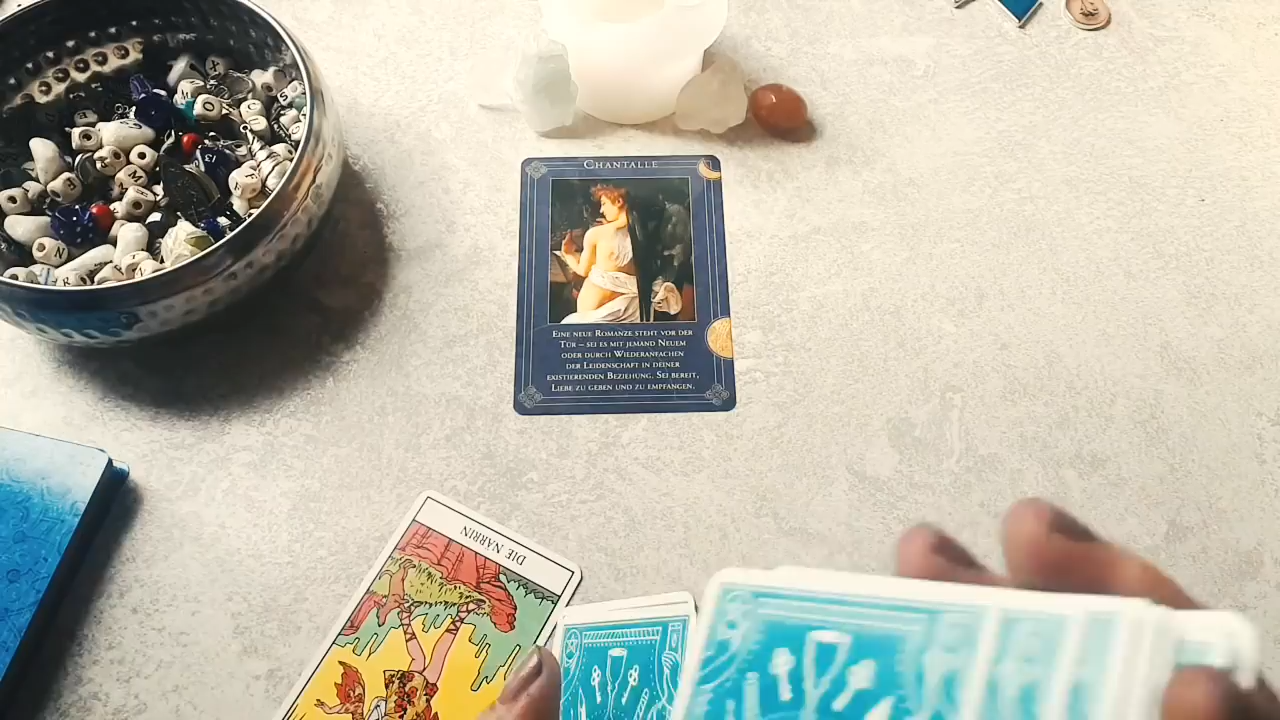 CHANTALLE
EINE NEUE ROMANZE STEHT VOR DER
TÜR – SEI ES MIT JEMAND NEUEM
ODER DURCH WIEDERANFACHEN
DER LEIDENSCHAFT IN DEINER
EXISTIERENDEN BEZIEHUNG. SEI BEREIT,
LIEBE ZU GEBEN UND ZU EMPFANGEN.
DIE NÄRRIN